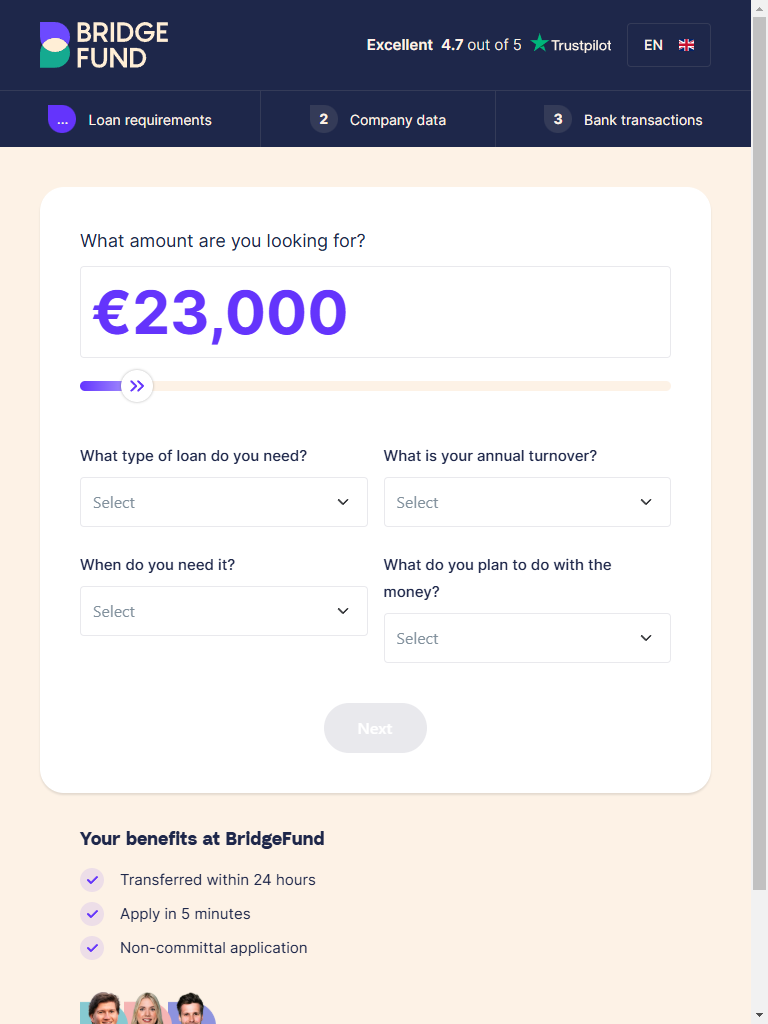 BRIDGE
FUND
Excellent 4.7 out of 5 Trustpilot
EN
... Loan requirements
2 Company data
3 Bank transactions
What amount are you looking for?
€23,000
What type of loan do you need?
Select
What is your annual turnover?
Select
When do you need it?
Select
What do you plan to do with the
money?
Select
Next
Your benefits at BridgeFund
Transferred within 24 hours
Apply in 5 minutes
Non-committal application